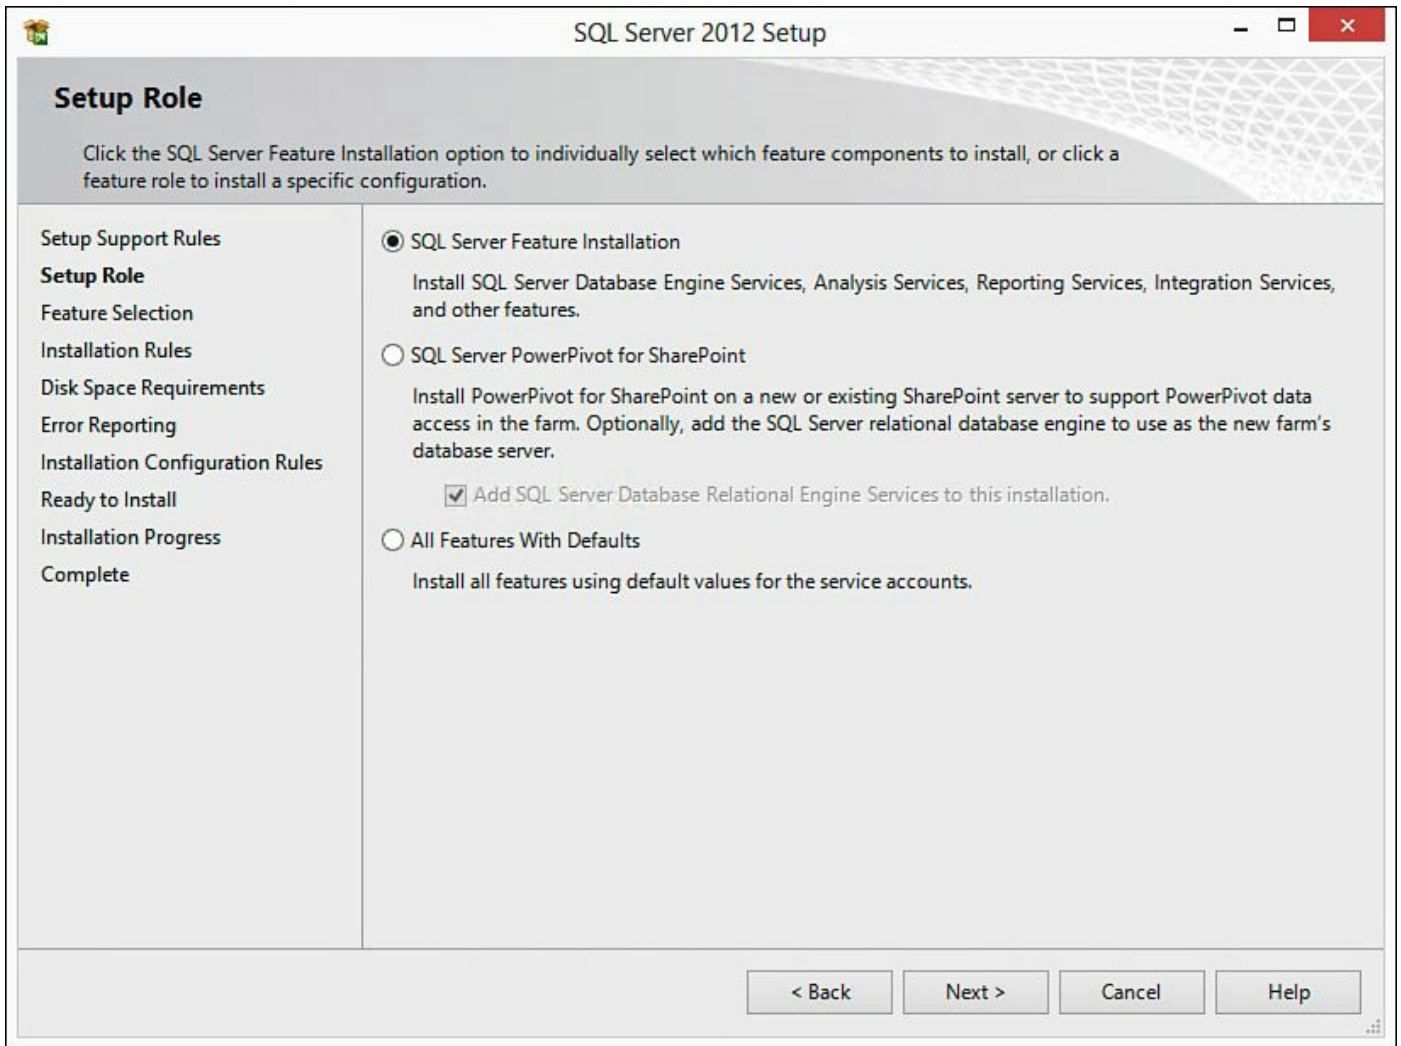 SQL Server 2012 Setup
Setup Role
Click the SQL Server Feature Installation option to individually select which feature components to install, or click a
feature role to install a specific configuration.
Setup Support Rules
Setup Role
Feature Selection
Installation Rules
Disk Space Requirements
Error Reporting
Installation Configuration Rules
Ready to Install
Installation Progress
Complete
SQL Server Feature Installation
Install SQL Server Database Engine Services, Analysis Services, Reporting Services, Integration Services,
and other features.
SQL Server PowerPivot for SharePoint
Install PowerPivot for SharePoint on a new or existing SharePoint server to support PowerPivot data
access in the farm. Optionally, add the SQL Server relational database engine to use as the new farm's
database server.
Add SQL Server Database Relational Engine Services to this installation.
All Features With Defaults
Install all features using default values for the service accounts.
< Back
Next >
Cancel
Help